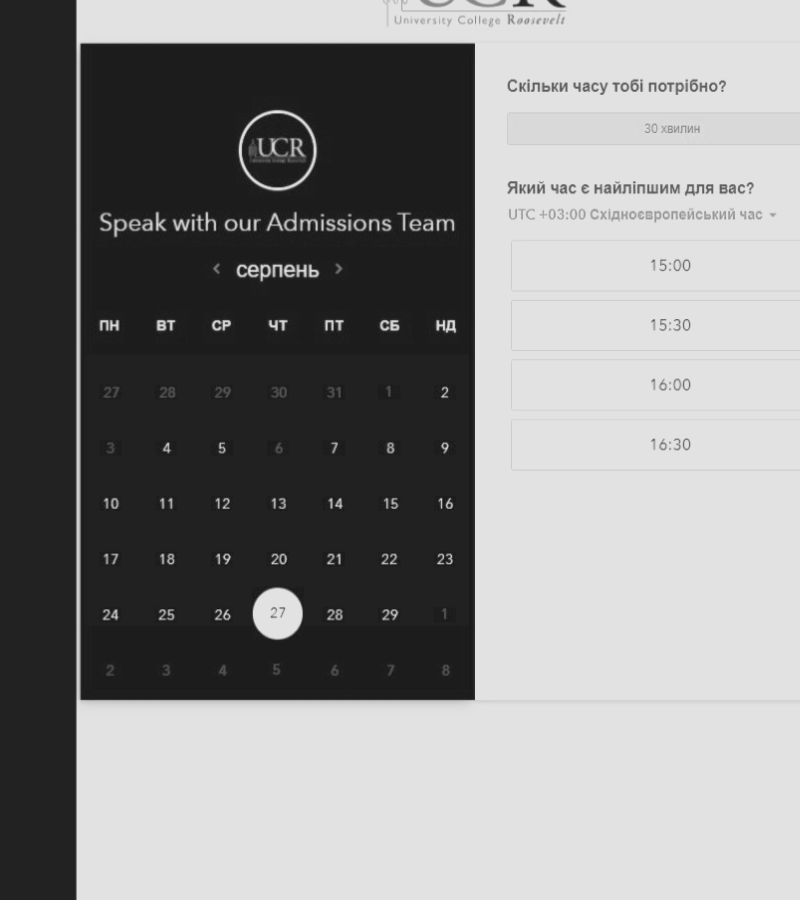 UCR
University College Roosevelt
UCR
Speak with our Admissions Team
‹ серпень ›
ПН ВТ СР ЧТ ПТ СБ НД
27 28 29 30 31 1 2
3 4 5 6 7 8 9
10 11 12 13 14 15 16
17 18 19 20 21 22 23
24 25 26 27 28 29 1
2 3 4 5 6 7 8
Скільки часу тобі потрібно?
30 хвилин
Який час є найліпшим для вас?
UTC +03:00 Східноєвропейський час
15:00
15:30
16:00
16:30